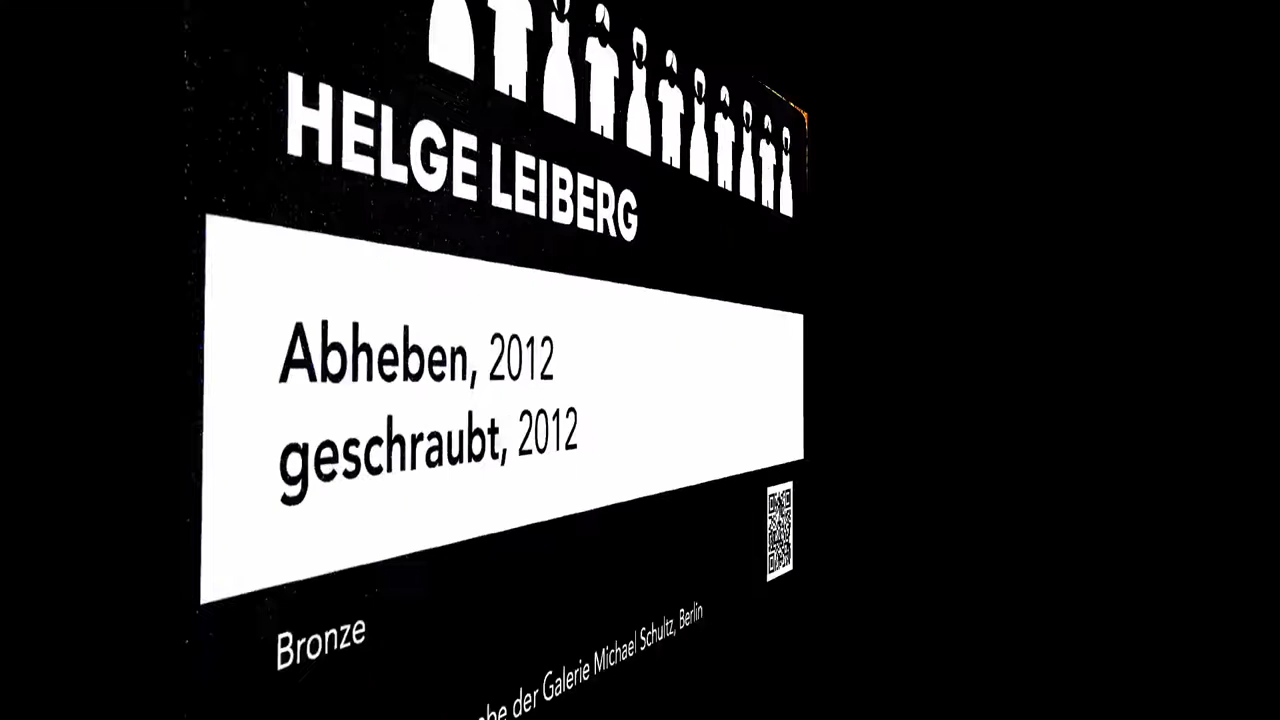 HELGE LEIBERG
Abheben, 2012
geschraubt, 2012
Bronze
der Galerie Michael Schultz, Berlin